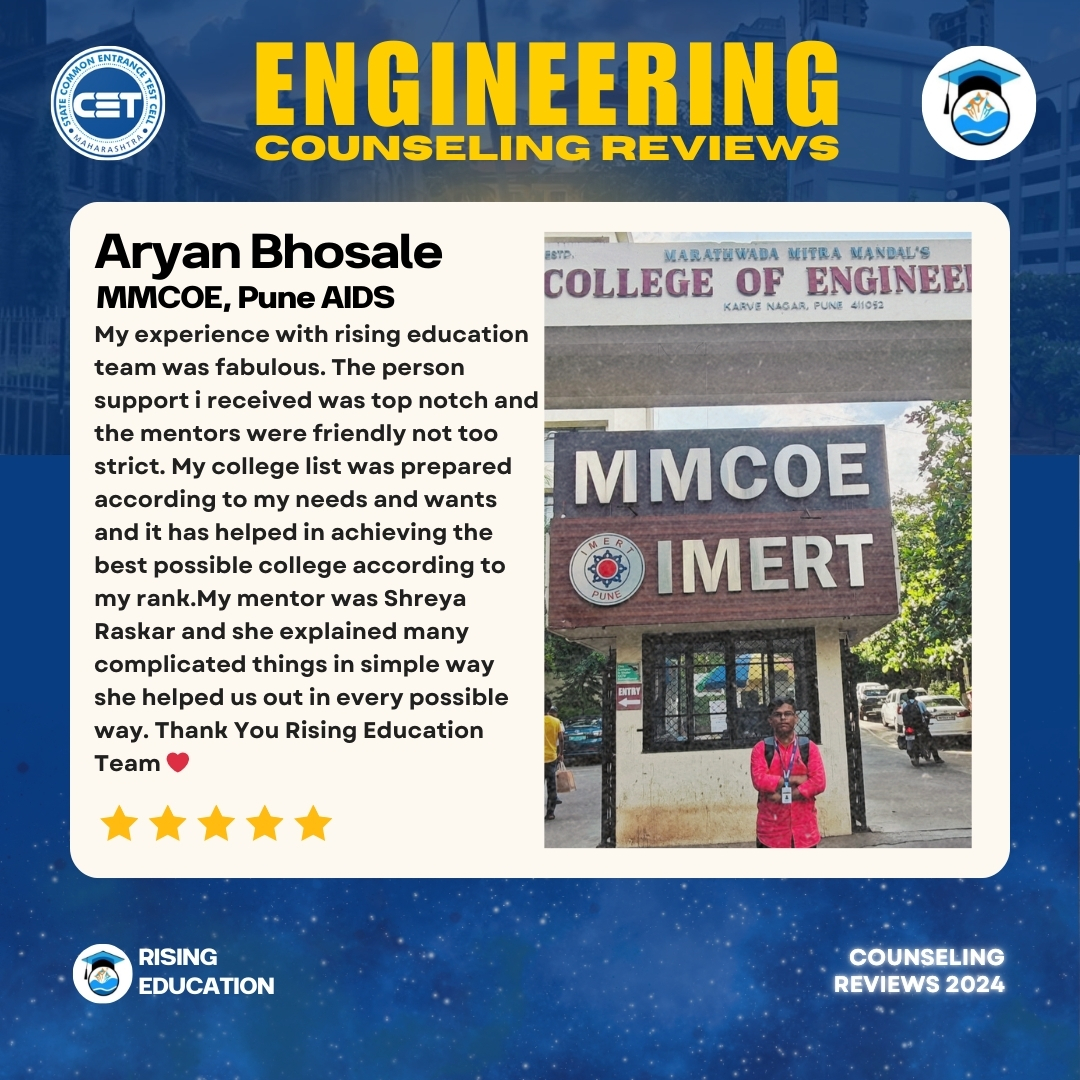 STATE COMMON ENTRANCE TEST CELL
CET
MAHARASHTRA
ENGINEERING
COUNSELING REVIEWS
Aryan Bhosale
MMCOE, Pune AIDS
My experience with rising education
team was fabulous. The person
support i received was top notch and
the mentors were friendly not too
strict. My college list was prepared
according to my needs and wants
and it has helped in achieving the
best possible college according to
my rank.My mentor was Shreya
Raskar and she explained many
complicated things in simple way
she helped us out in every possible
way. Thank You Rising Education
Team ❤️
ESTD.
MARATHWADA MITRA MANDAL'S
COLLEGE OF ENGINEER
KARVE NAGAR, PUNE 411052
MMCOE
IMERT
PUNE
IMERT
ENTRY
RISING
EDUCATION
COUNSELING
REVIEWS 2024